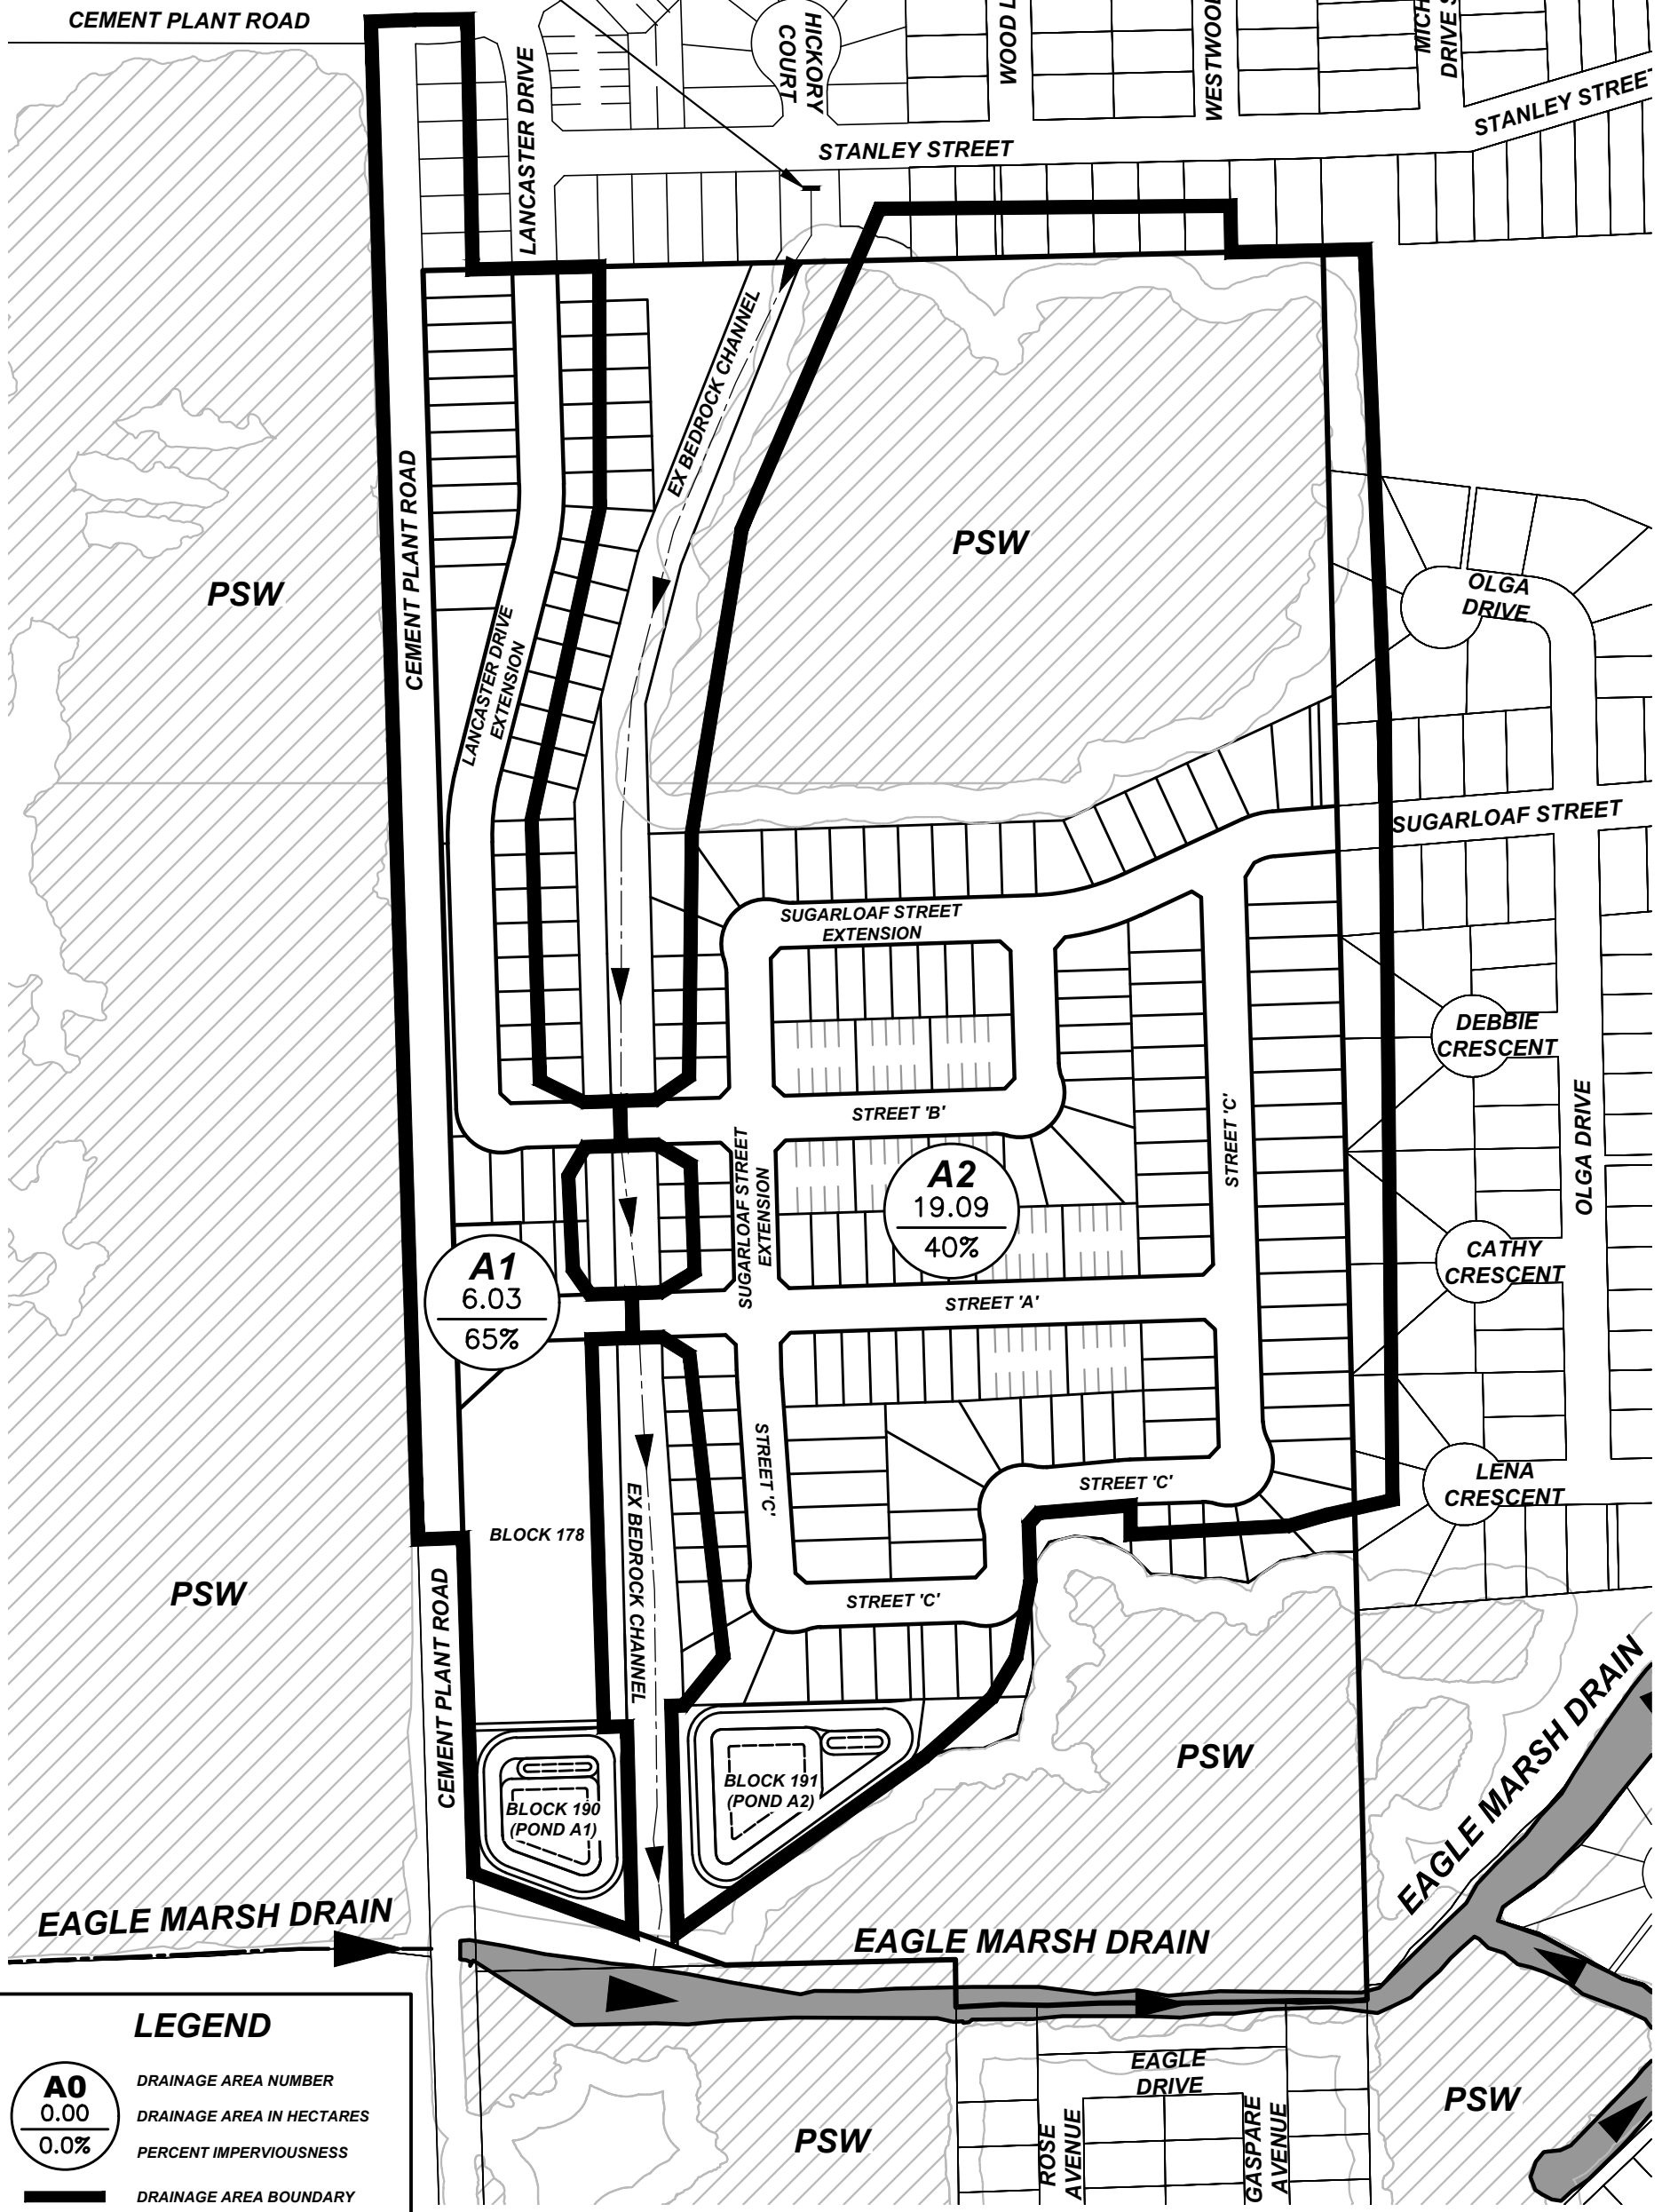 CEMENT PLANT ROAD
LANCASTER DRIVE
HICKORY
COURT
STANLEY STREET
EX BEDROCK CHANNEL
CEMENT PLANT ROAD
PSW
PSW
LANCASTER DRIVE
EXTENSION
OLGA
DRIVE
SUGARLOAF STREET
SUGARLOAF STREET
EXTENSION
DEBBIE
CRESCENT
STREET 'B'
STREET 'C'
OLGA DRIVE
SUGARLOAF STREET
EXTENSION
A2
19.09
40%
A1
6.03
65%
CATHY
CRESCENT
STREET 'A'
STREET 'C'
STREET 'C'
LENA
CRESCENT
EX BEDROCK CHANNEL
BLOCK 178
PSW
CEMENT PLANT ROAD
STREET 'C'
PSW
EAGLE MARSH DRAIN
BLOCK 191
(POND A2)
BLOCK 190
(POND A1)
EAGLE MARSH DRAIN
EAGLE MARSH DRAIN
LEGEND
A0
0.00
0.0%
DRAINAGE AREA NUMBER
DRAINAGE AREA IN HECTARES
PERCENT IMPERVIOUSNESS
DRAINAGE AREA BOUNDARY
PSW
EAGLE
DRIVE
ROSE
AVENUE
GASPARE
AVENUE
PSW
WOOD
DRIVE
STANLEY